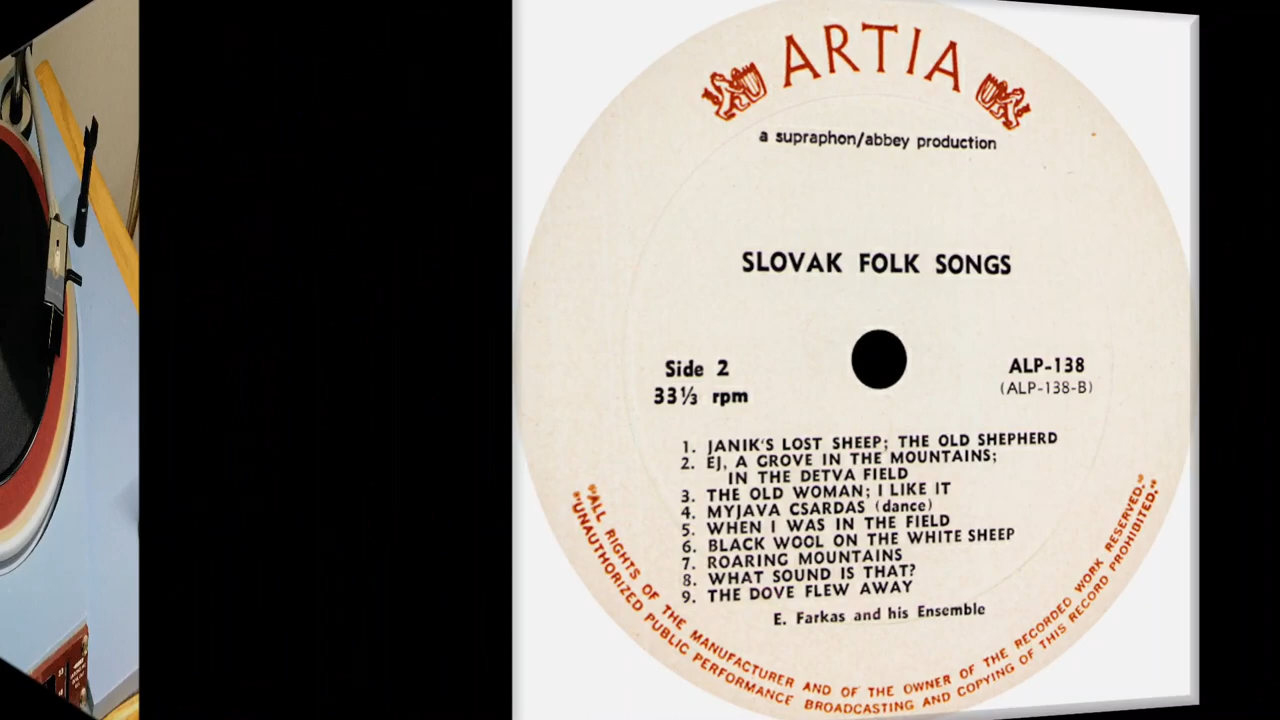 ARTIA
a supraphon/abbey production
SLOVAK FOLK SONGS
Side 2
33⅓ rpm
ALP-138
(ALP-138-B)
1. JANIK'S LOST SHEEP; THE OLD SHEPHERD
2. EJ, A GROVE IN THE MOUNTAINS;
IN THE DETVA FIELD
3. THE OLD WOMAN; I LIKE IT
4. MYJAVA CSARDAS (dance)
5. WHEN I WAS IN THE FIELD
6. BLACK WOOL ON THE WHITE SHEEP
7. ROARING MOUNTAINS
8. WHAT SOUND IS THAT?
9. THE DOVE FLEW AWAY
E. Farkas and his Ensemble
"ALL RIGHTS OF THE MANUFACTURER AND OF THE OWNER OF THE RECORDED WORK RESERVED."
"UNAUTHORIZED PUBLIC PERFORMANCE BROADCASTING AND COPYING OF THIS RECORD PROHIBITED."